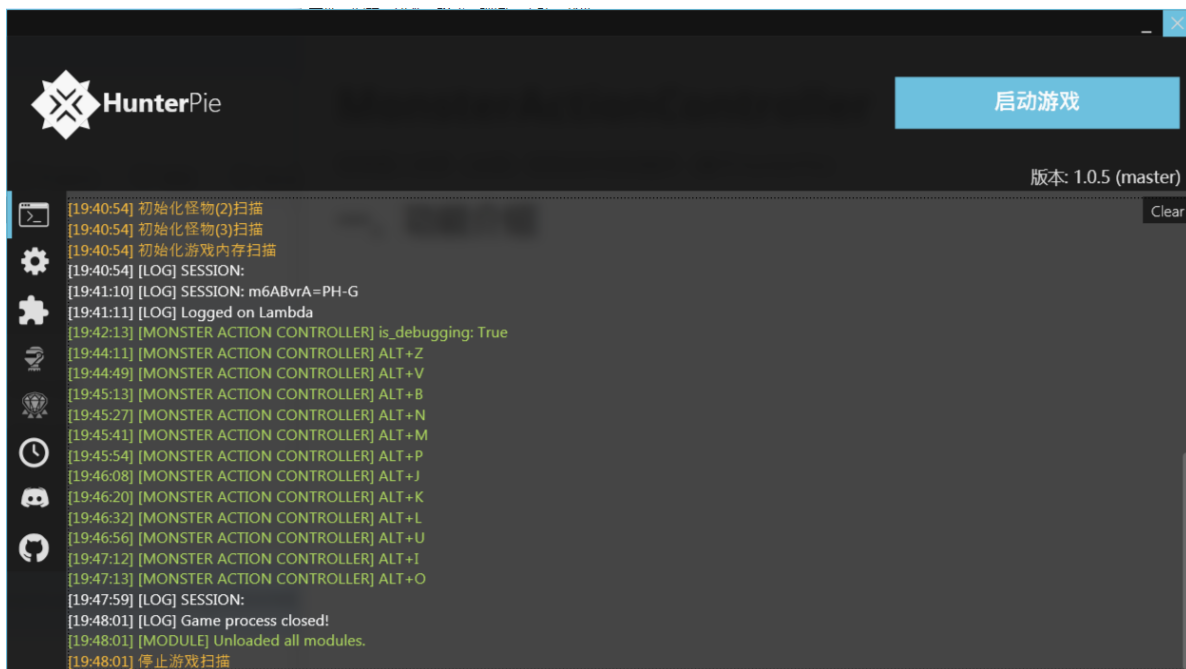 HunterPie
启动游戏
版本: 1.0.5 (master)
Clear
[19:40:54] 初始化怪物(2)扫描
[19:40:54] 初始化怪物(3)扫描
[19:40:54] 初始化游戏内存扫描
[19:40:54] [LOG] SESSION:
[19:41:10] [LOG] SESSION: m6ABvrA=PH-G
[19:41:11] [LOG] Logged on Lambda
[19:42:13] [MONSTER ACTION CONTROLLER] is_debugging: True
[19:44:11] [MONSTER ACTION CONTROLLER] ALT+Z
[19:44:49] [MONSTER ACTION CONTROLLER] ALT+V
[19:45:13] [MONSTER ACTION CONTROLLER] ALT+B
[19:45:27] [MONSTER ACTION CONTROLLER] ALT+N
[19:45:41] [MONSTER ACTION CONTROLLER] ALT+M
[19:45:54] [MONSTER ACTION CONTROLLER] ALT+P
[19:46:08] [MONSTER ACTION CONTROLLER] ALT+J
[19:46:20] [MONSTER ACTION CONTROLLER] ALT+K
[19:46:32] [MONSTER ACTION CONTROLLER] ALT+L
[19:46:56] [MONSTER ACTION CONTROLLER] ALT+U
[19:47:12] [MONSTER ACTION CONTROLLER] ALT+I
[19:47:13] [MONSTER ACTION CONTROLLER] ALT+O
[19:47:59] [LOG] SESSION:
[19:48:01] [LOG] Game process closed!
[19:48:01] [MODULE] Unloaded all modules.
[19:48:01] 停止游戏扫描